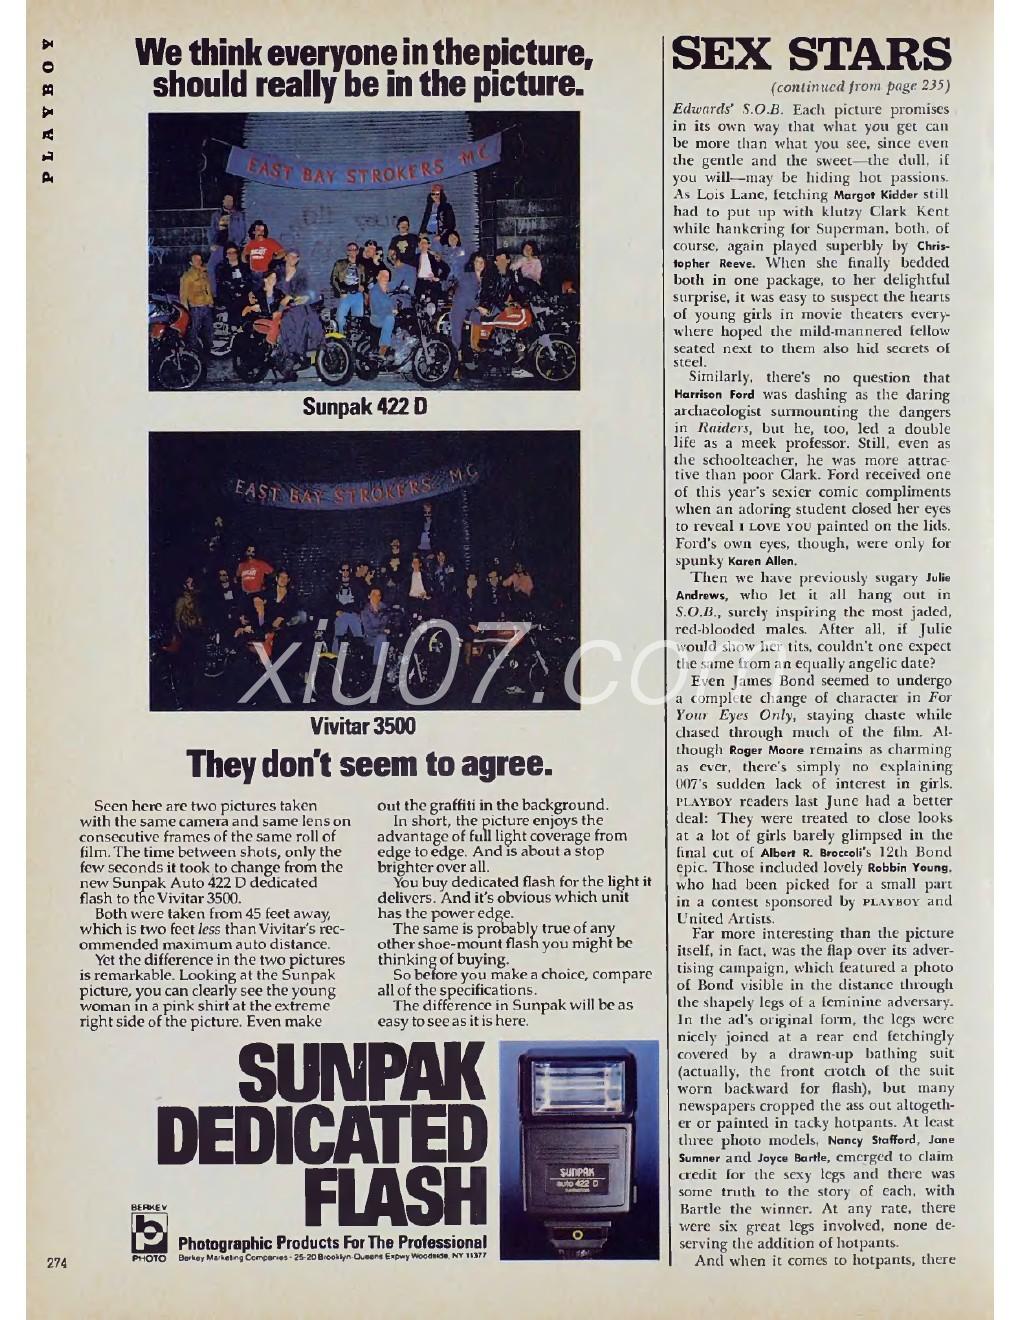 PLAYBOY
We think everyone in the picture,
should really be in the picture.
EAST BAY STROKERS MC
Sunpak 422 D
EAST BAY STROKERS MC
Vivitar 3500
They don't seem to agree.
Seen here are two pictures taken
with the same camera and same lens on
consecutive frames of the same roll of
film. The time between shots, only the
few seconds it took to change from the
new Sunpak Auto 422 D dedicated
flash to the Vivitar 3500.
Both were taken from 45 feet away,
which is two feet less than Vivitar's rec-
ommended maximum auto distance.
Yet the difference in the two pictures
is remarkable. Looking at the Sunpak
picture, you can clearly see the young
woman in a pink shirt at the extreme
right side of the picture. Even make
out the graffiti in the background.
In short, the picture enjoys the
advantage of full light coverage from
edge to edge. And is about a stop
brighter over all.
You buy dedicated flash for the light it
delivers. And it's obvious which unit
has the power edge.
The same is probably true of any
other shoe-mount flash you might be
thinking of buying.
So before you make a choice, compare
all of the specifications.
The difference in Sunpak will be as
easy to see as it is here.
SUNPAK
DEDICATED
FLASH
SUNPAK
auto 422 D
BERKEY
b
PHOTO
Photographic Products For The Professional
Berkey Marketing Companies · 25-20 Brooklyn-Queens Expwy Woodside, NY 11377
274
SEX STARS
(continued from page 235)
Edwards' S.O.B. Each picture promises
in its own way that what you get can
be more than what you see, since even
the gentle and the sweet—the dull, if
you will—may be hiding hot passions.
As Lois Lane, fetching Margot Kidder still
had to put up with klutzy Clark Kent
while hankering for Superman, both, of
course, again played superbly by Chris-
topher Reeve. When she finally bedded
both in one package, to her delightful
surprise, it was easy to suspect the hearts
of young girls in movie theaters every-
where hoped the mild-mannered fellow
seated next to them also hid secrets of
steel.
Similarly, there's no question that
Harrison Ford was dashing as the daring
archaeologist surmounting the dangers
in Raiders, but he, too, led a double
life as a meek professor. Still, even as
the schoolteacher, he was more attrac-
tive than poor Clark. Ford received one
of this year's sexier comic compliments
when an adoring student closed her eyes
to reveal I LOVE YOU painted on the lids.
Ford's own eyes, though, were only for
spunky Karen Allen.
Then we have previously sugary Julie
Andrews, who let it all hang out in
S.O.B., surely inspiring the most jaded,
red-blooded males. After all, if Julie
would show her tits, couldn't one expect
the same from an equally angelic date?
Even James Bond seemed to undergo
a complete change of character in For
Your Eyes Only, staying chaste while
chased through much of the film. Al-
though Roger Moore remains as charming
as ever, there's simply no explaining
007's sudden lack of interest in girls.
PLAYBOY readers last June had a better
deal: They were treated to close looks
at a lot of girls barely glimpsed in the
final cut of Albert R. Broccoli's 12th Bond
epic. Those included lovely Robbin Young,
who had been picked for a small part
in a contest sponsored by PLAYBOY and
United Artists.
Far more interesting than the picture
itself, in fact, was the flap over its adver-
tising campaign, which featured a photo
of Bond visible in the distance through
the shapely legs of a feminine adversary.
In the ad's original form, the legs were
nicely joined at a rear end fetchingly
covered by a drawn-up bathing suit
(actually, the front crotch of the suit
worn backward for flash), but many
newspapers cropped the ass out altogeth-
er or painted in tacky hotpants. At least
three photo models, Nancy Stafford, Jane
Sumner and Joyce Bartle, emerged to claim
credit for the sexy legs and there was
some truth to the story of each, with
Bartle the winner. At any rate, there
were six great legs involved, none de-
serving the addition of hotpants.
And when it comes to hotpants, there
xiu07.com